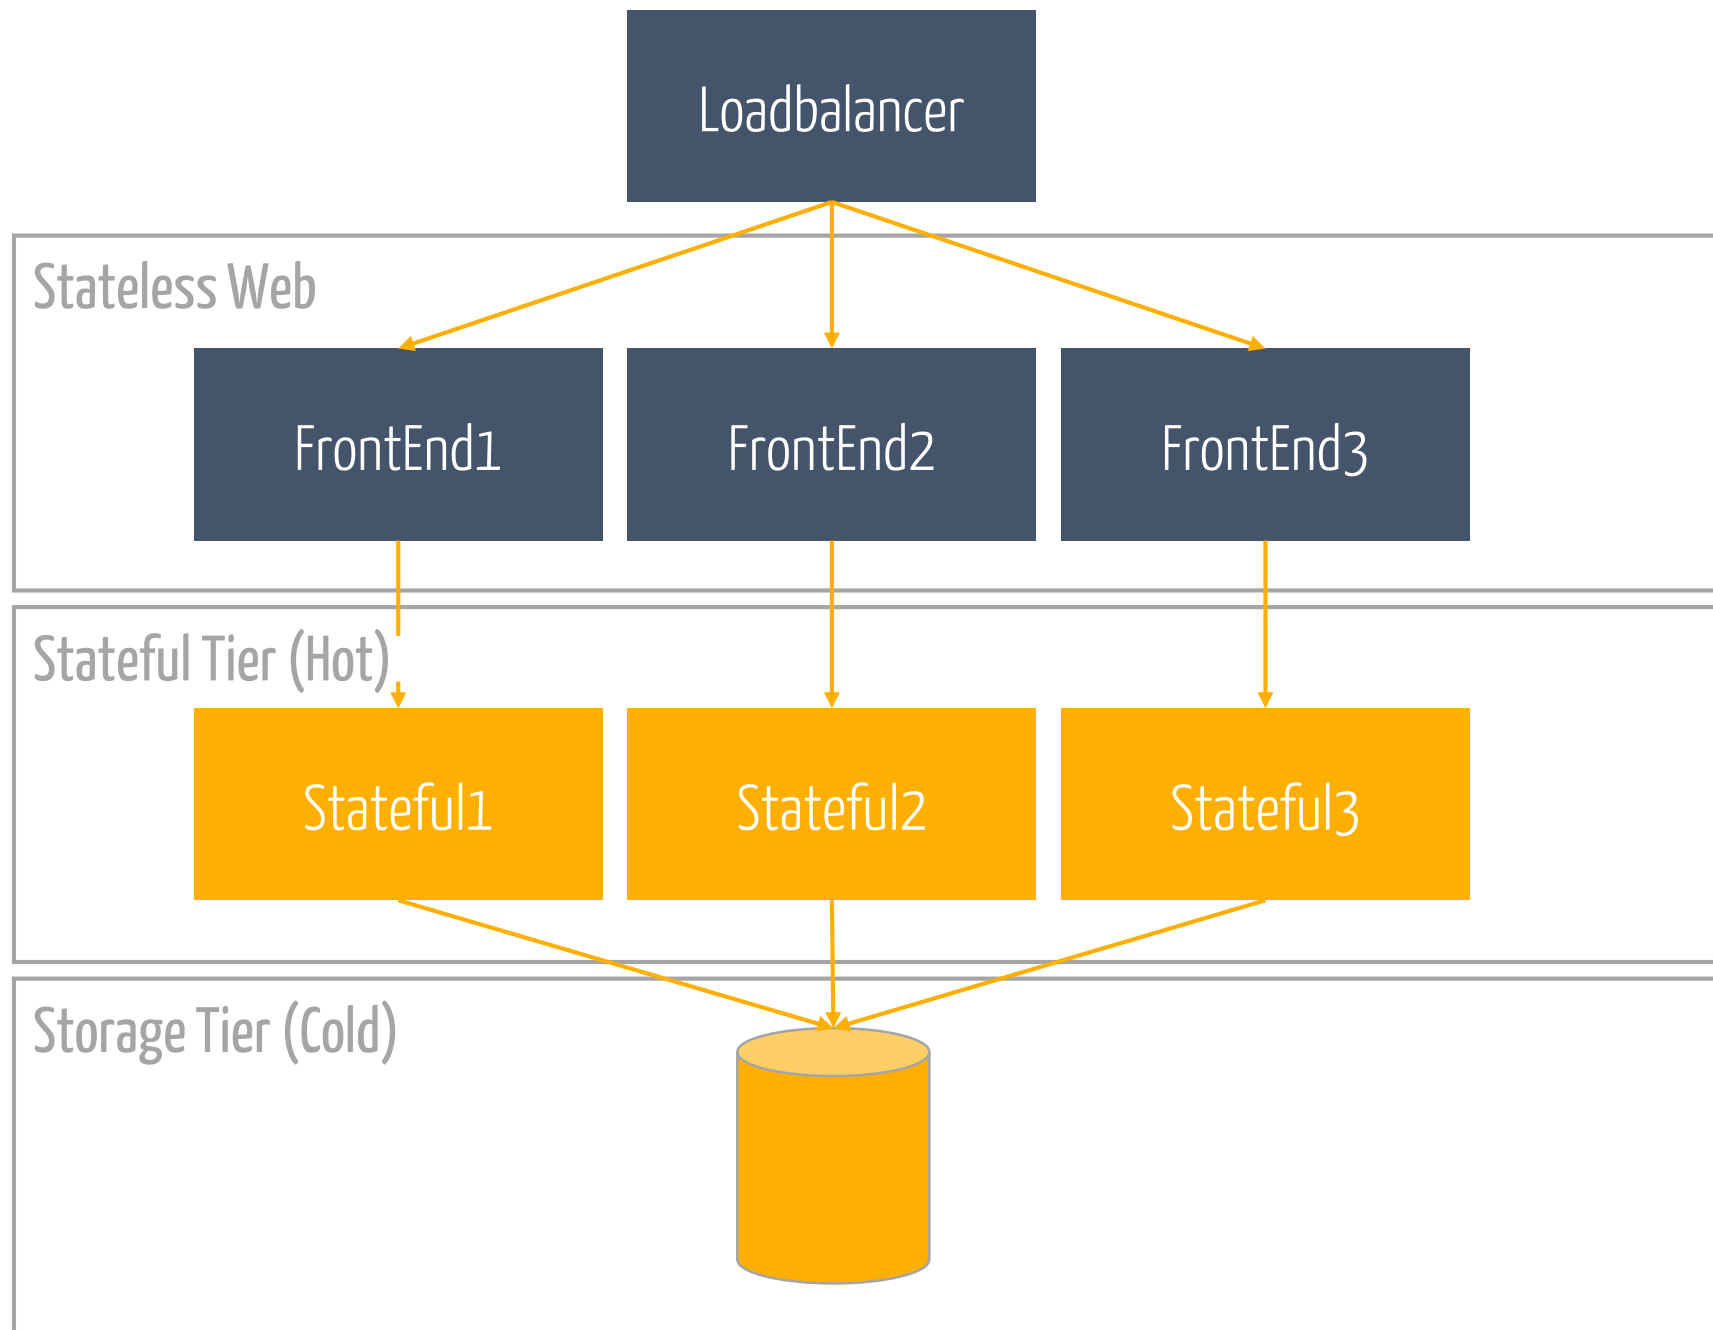 Loadbalancer
Stateless Web
FrontEnd1
FrontEnd2
FrontEnd3
Stateful Tier (Hot)
Stateful1
Stateful2
Stateful3
Storage Tier (Cold)